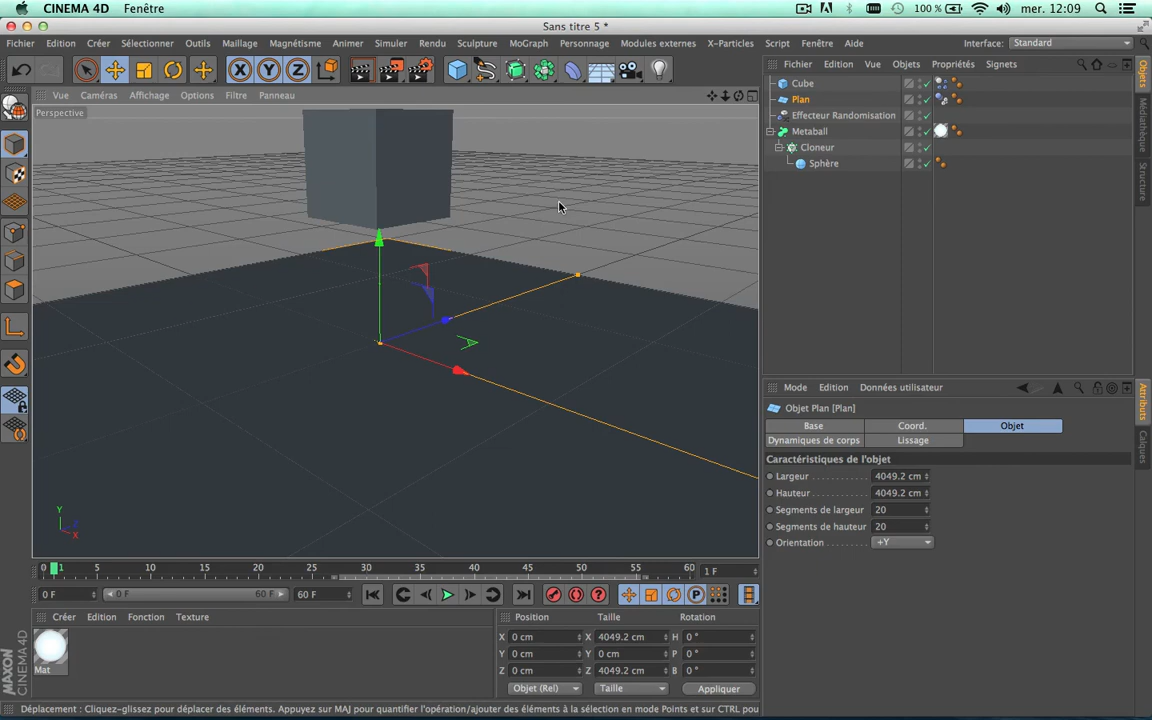 CINEMA 4D Fenêtre 100 % mer. 12:09
Sans titre 5 *
Fichier Edition Créer Sélectionner Outils Maillage Magnétisme Animer Simuler Rendu Sculpture MoGraph Personnage Modules externes X-Particles Script Fenêtre Aide Interface: Standard
X Y Z
Fichier Edition Vue Objets Propriétés Signets
Vue Caméras Affichage Options Filtre Panneau
Perspective
Cube
Plan
Effecteur Randomisation
Metaball
Cloneur
Sphère
Objets
Médiathèque
Structure
Mode Edition Données utilisateur
Objet Plan [Plan]
Base Coord. Objet
Dynamiques de corps Lissage
Caractéristiques de l'objet
Largeur 4049.2 cm
Hauteur 4049.2 cm
Segments de largeur 20
Segments de hauteur 20
Orientation +Y
Attributs
Calques
Y
Z
X
0 1 5 10 15 20 25 30 35 40 45 50 55 60 1 F
0 F 0 F 60 F 60 F
P
Créer Edition Fonction Texture
Mat
Position Taille Rotation
X 0 cm X 4049.2 cm H 0 °
Y 0 cm Y 0 cm P 0 °
Z 0 cm Z 4049.2 cm B 0 °
Objet (Rel) Taille Appliquer
MAXON
CINEMA 4D
Déplacement : Cliquez-glissez pour déplacer des éléments. Appuyez sur MAJ pour quantifier l'opération/ajouter des éléments à la sélection en mode Points et sur CTRL pou